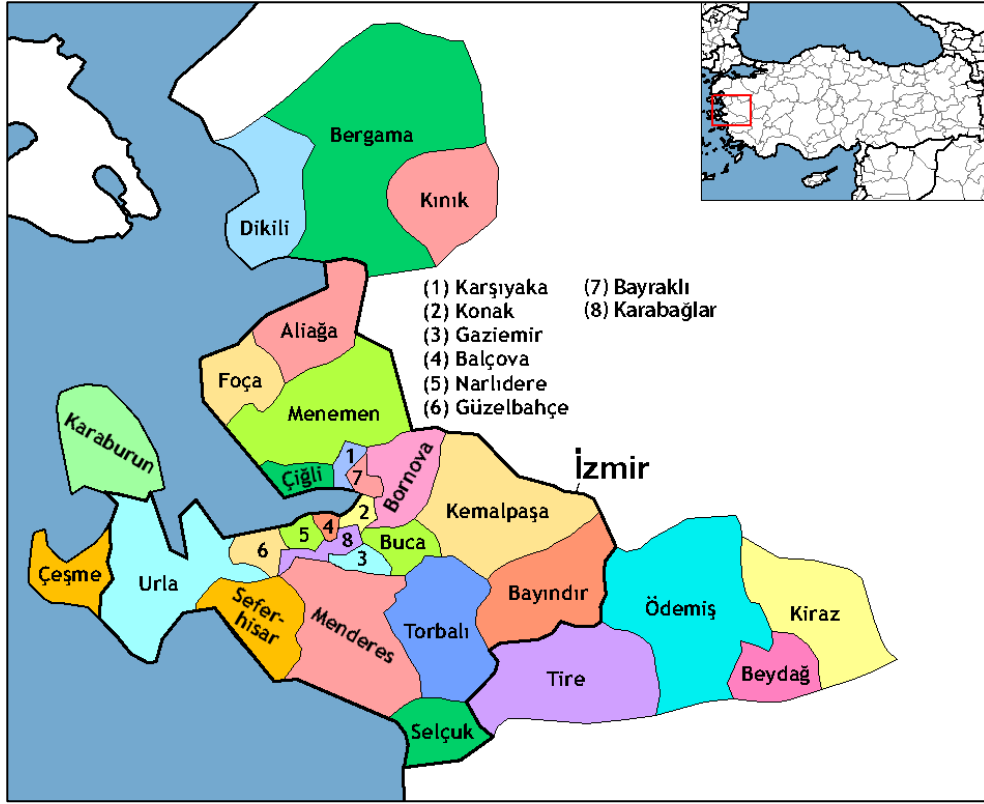 Bergama
Kınık
Dikili
(1) Karşıyaka
(2) Konak
(3) Gaziemir
(4) Balçova
(5) Narlıdere
(6) Güzelbahçe
(7) Bayraklı
(8) Karabağlar
Aliağa
Foça
Menemen
Karaburun
Çiğli
1
7
Bornova
İzmir
Kemalpaşa
2
4
5
8
6
3
Buca
Çeşme
Urla
Sefer-
hisar
Menderes
Torbalı
Bayındır
Ödemiş
Kiraz
Beydağ
Tire
Selçuk